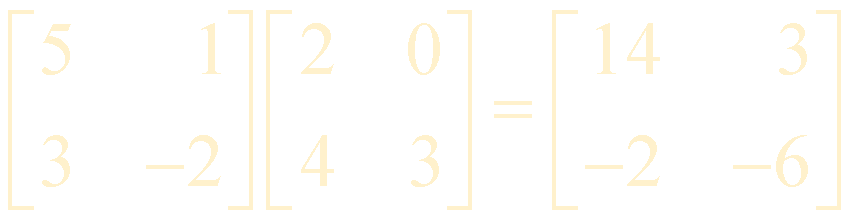 [5 1] [2 0] = [14 3]
[3 −2] [4 3] [−2 −6]